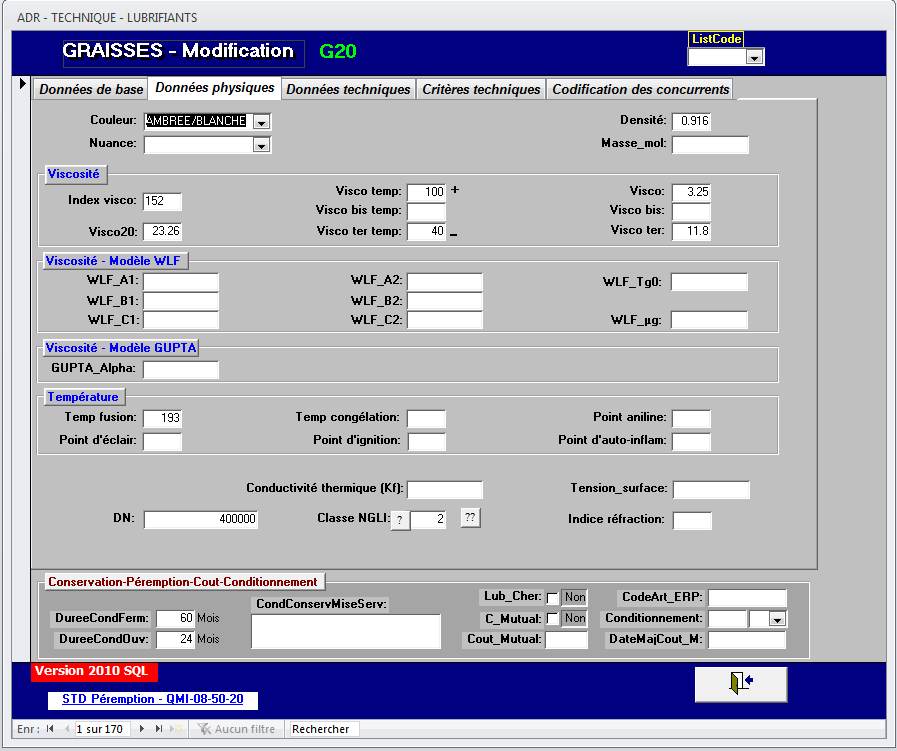 ADR - TECHNIQUE - LUBRIFIANTS
GRAISSES - Modification G20
ListCode
Données de base Données physiques Données techniques Critères techniques Codification des concurrents
Couleur: AMBREE/BLANCHE Densité: 0.916
Nuance: Masse_mol:
Viscosité
Index visco: 152 Visco temp: 100 + Visco: 3.25
Visco bis temp: Visco bis:
Visco20: 23.26 Visco ter temp: 40 _ Visco ter: 11.8
Viscosité - Modèle WLF
WLF_A1: WLF_A2: WLF_Tg0:
WLF_B1: WLF_B2:
WLF_C1: WLF_C2: WLF_µg:
Viscosité - Modèle GUPTA
GUPTA_Alpha:
Température
Temp fusion: 193 Temp congélation: Point aniline:
Point d'éclair: Point d'ignition: Point d'auto-inflam:
Conductivité thermique (Kf): Tension_surface:
DN: 400000 Classe NGLI: ? 2 ?? Indice réfraction:
Conservation-Péremption-Cout-Conditionnement
DureeCondFerm: 60 Mois CondConservMiseServ: Lub_Cher: Non CodeArt_ERP:
C_Mutual: Non Conditionnement:
DureeCondOuv: 24 Mois Cout_Mutual: DateMajCout_M:
Version 2010 SQL
STD Péremption - QMI-08-50-20
Enr : 1 sur 170 Aucun filtre Rechercher